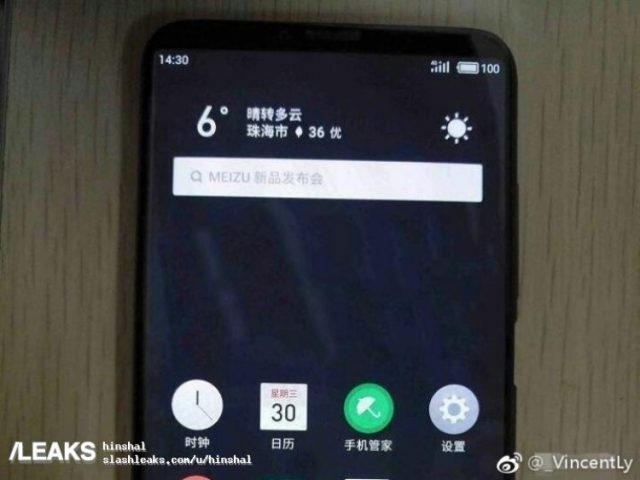 14:30
4G 100
6°
晴转多云
珠海市 36 优
MEIZU 新品发布会
星期三
30
时钟
日历
手机管家
设置
/LEAKS
hinshal
slashleaks.com/u/hinshal
@_VincentLy